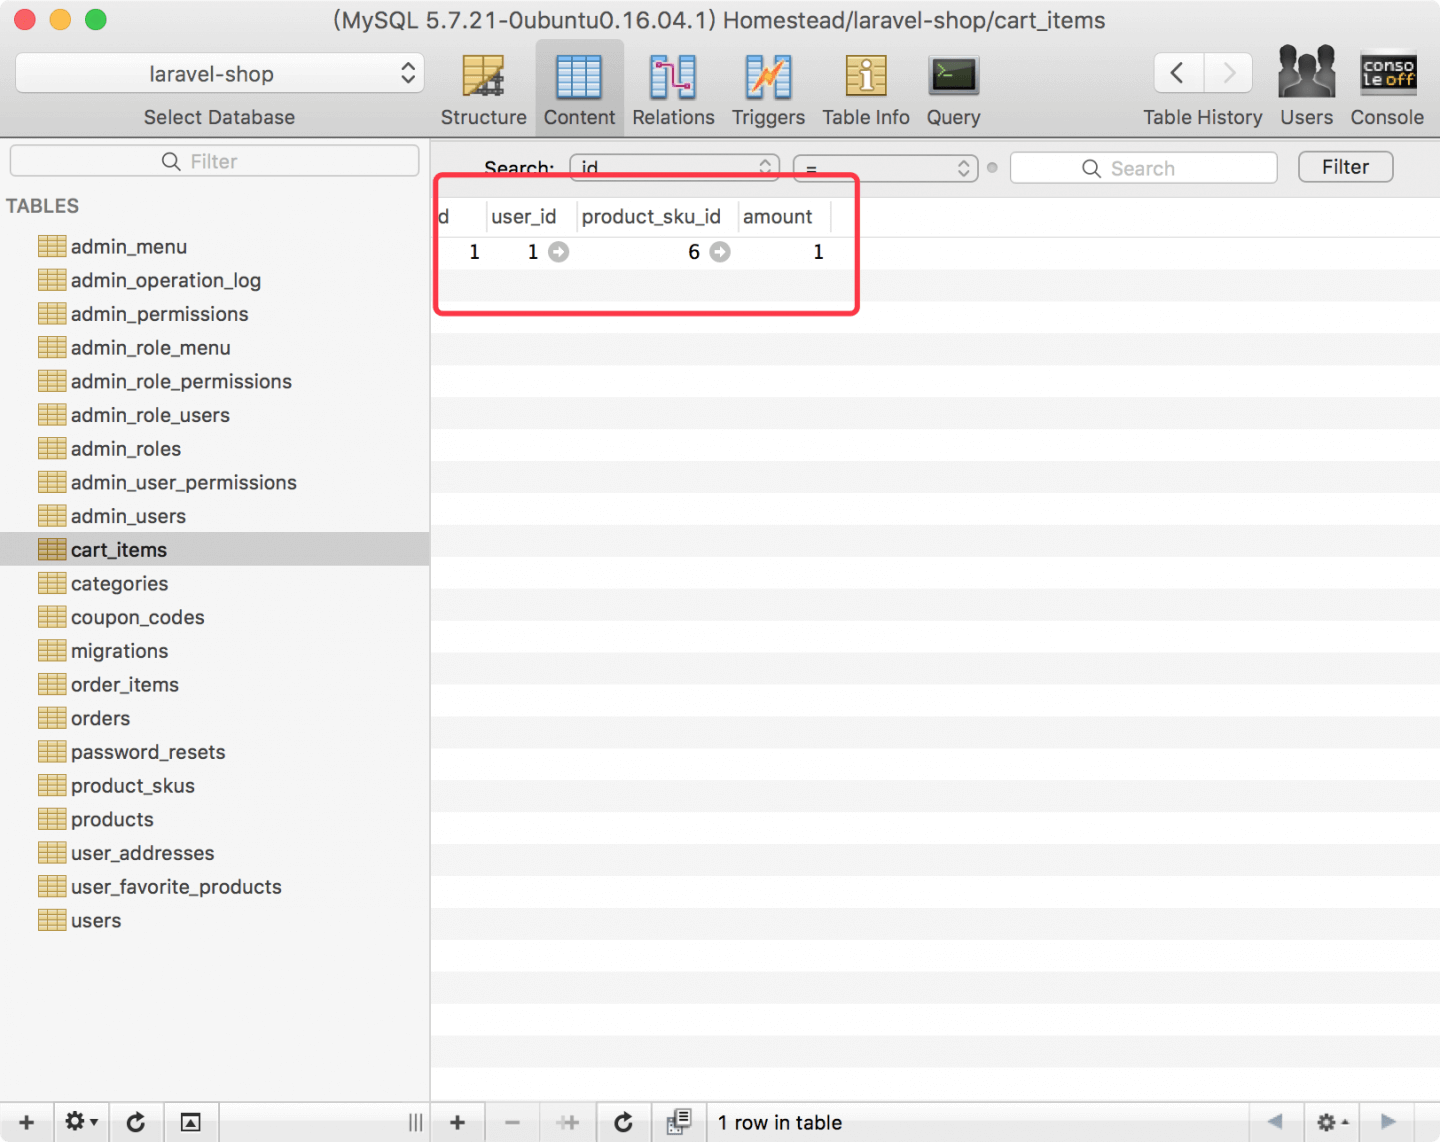 (MySQL 5.7.21-0ubuntu0.16.04.1) Homestead/laravel-shop/cart_items
laravel-shop
Select Database
Structure
Content
Relations
Triggers
Table Info
Query
Table History
Users
conso
le off
Console
Filter
Search: id = Search Filter
TABLES
admin_menu
admin_operation_log
admin_permissions
admin_role_menu
admin_role_permissions
admin_role_users
admin_roles
admin_user_permissions
admin_users
cart_items
categories
coupon_codes
migrations
order_items
orders
password_resets
product_skus
products
user_addresses
user_favorite_products
users
d user_id product_sku_id amount
1 1 6 1
1 row in table